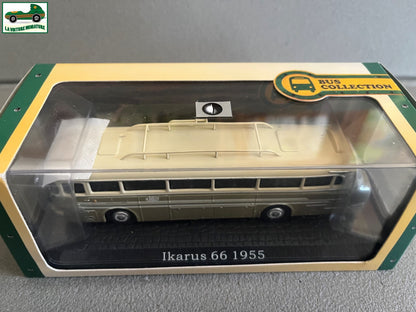 LA VOITURE MINIATURE
BUS
COLLECTION
Ikarus 66 1955